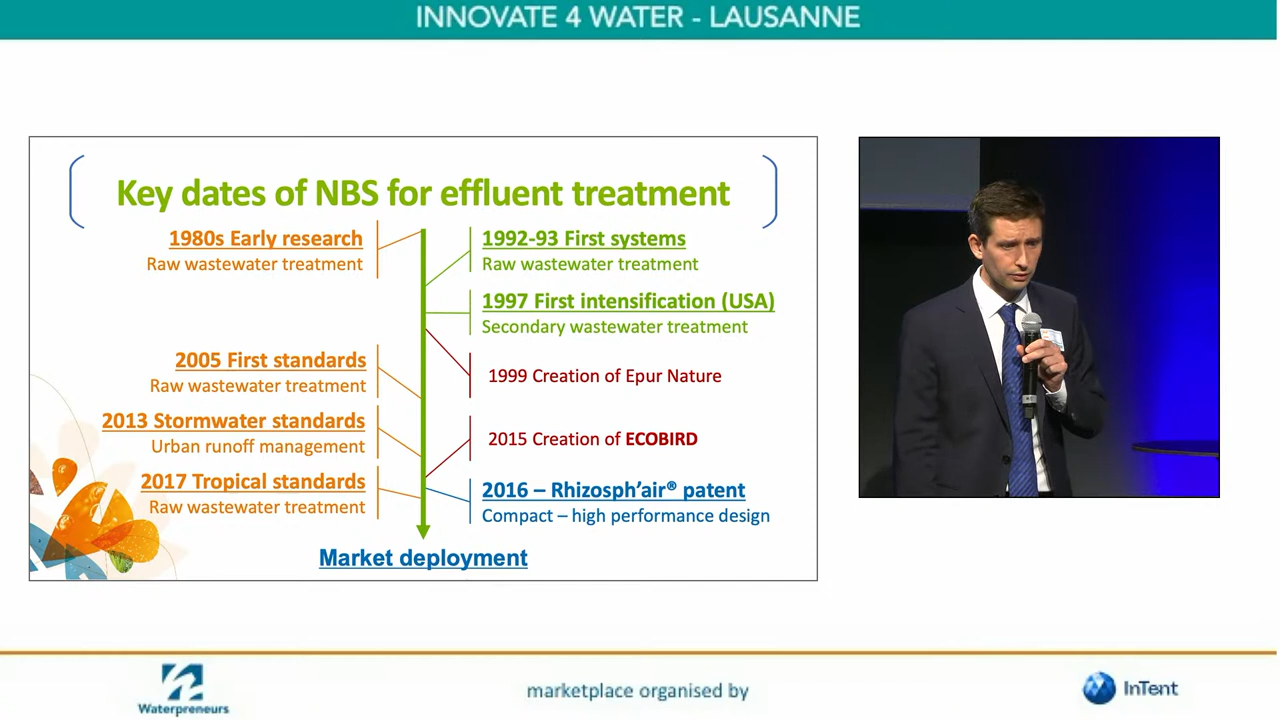 INNOVATE 4 WATER - LAUSANNE
Key dates of NBS for effluent treatment
1980s Early research
Raw wastewater treatment
1992-93 First systems
Raw wastewater treatment
1997 First intensification (USA)
Secondary wastewater treatment
1999 Creation of Epur Nature
2005 First standards
Raw wastewater treatment
2013 Stormwater standards
Urban runoff management
2015 Creation of ECOBIRD
2017 Tropical standards
Raw wastewater treatment
2016 – Rhizosph'air® patent
Compact – high performance design
Market deployment
Waterpreneurs
marketplace organised by
InTent